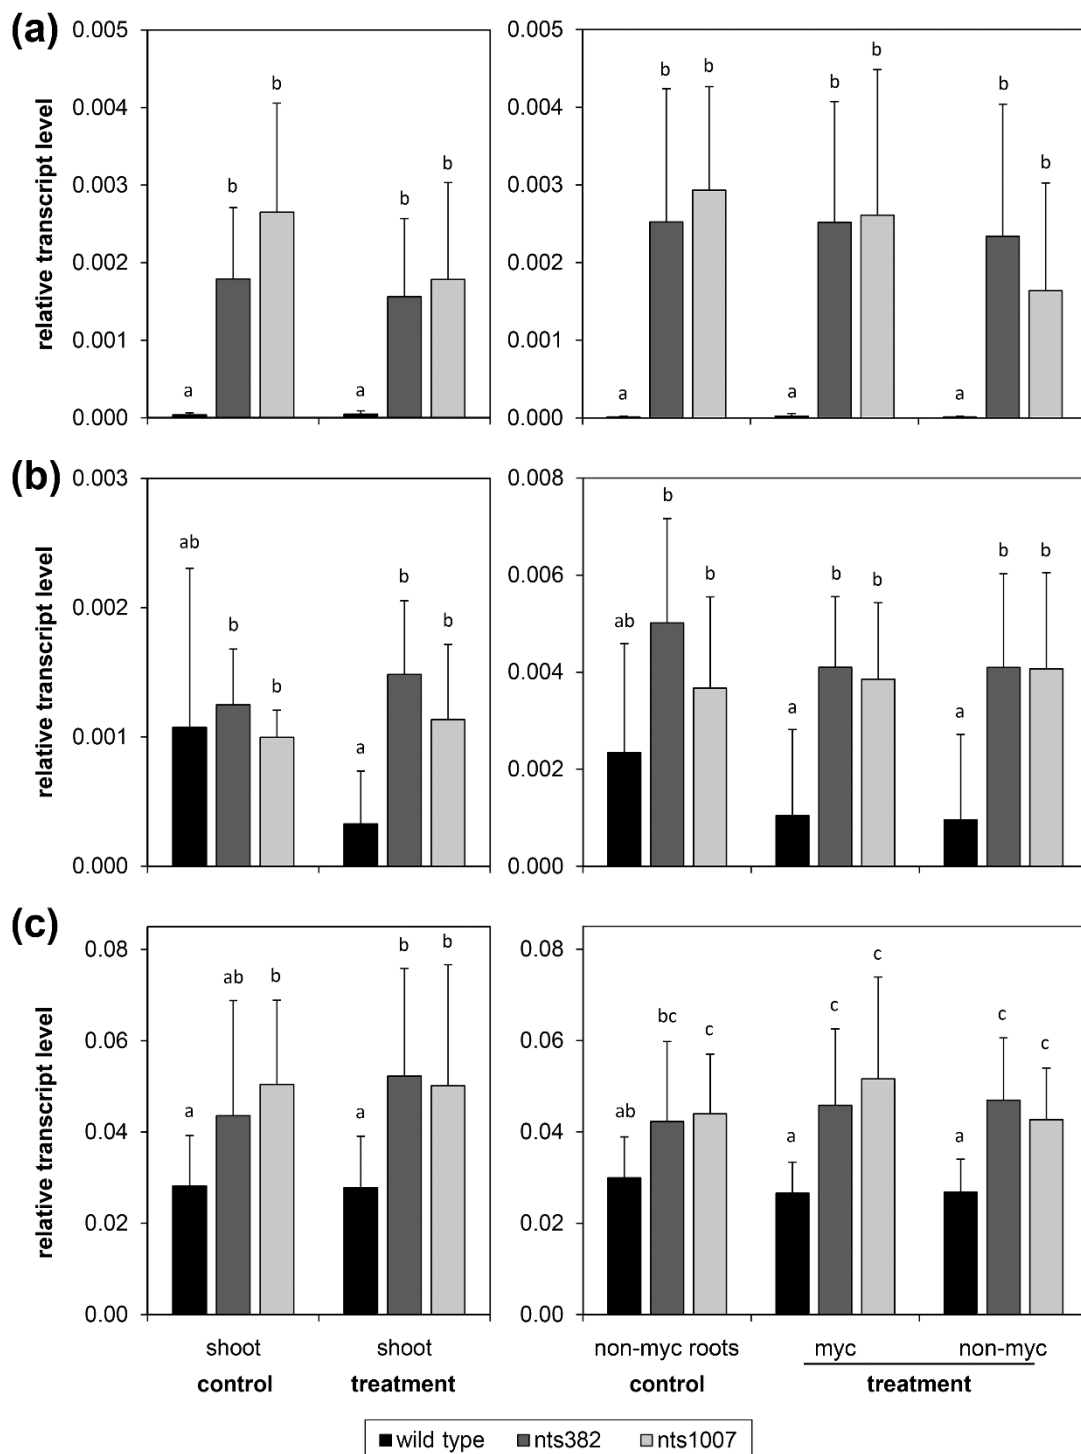 (a)
relative transcript level
0.005
0.004
0.003
0.002
0.001
0.000
a
b
b
a
b
b
0.005
0.004
0.003
0.002
0.001
0.000
a
b
b
a
b
b
a
b
b
(b)
relative transcript level
0.003
0.002
0.001
0.000
ab
b
b
a
b
b
0.008
0.006
0.004
0.002
0.000
ab
b
b
a
b
b
a
b
b
(c)
relative transcript level
0.08
0.06
0.04
0.02
0.00
a
ab
b
a
b
b
0.08
0.06
0.04
0.02
0.00
ab
bc
c
a
c
c
a
c
c
shoot shoot non-myc roots myc non-myc
control treatment control treatment
wild type nts382 nts1007